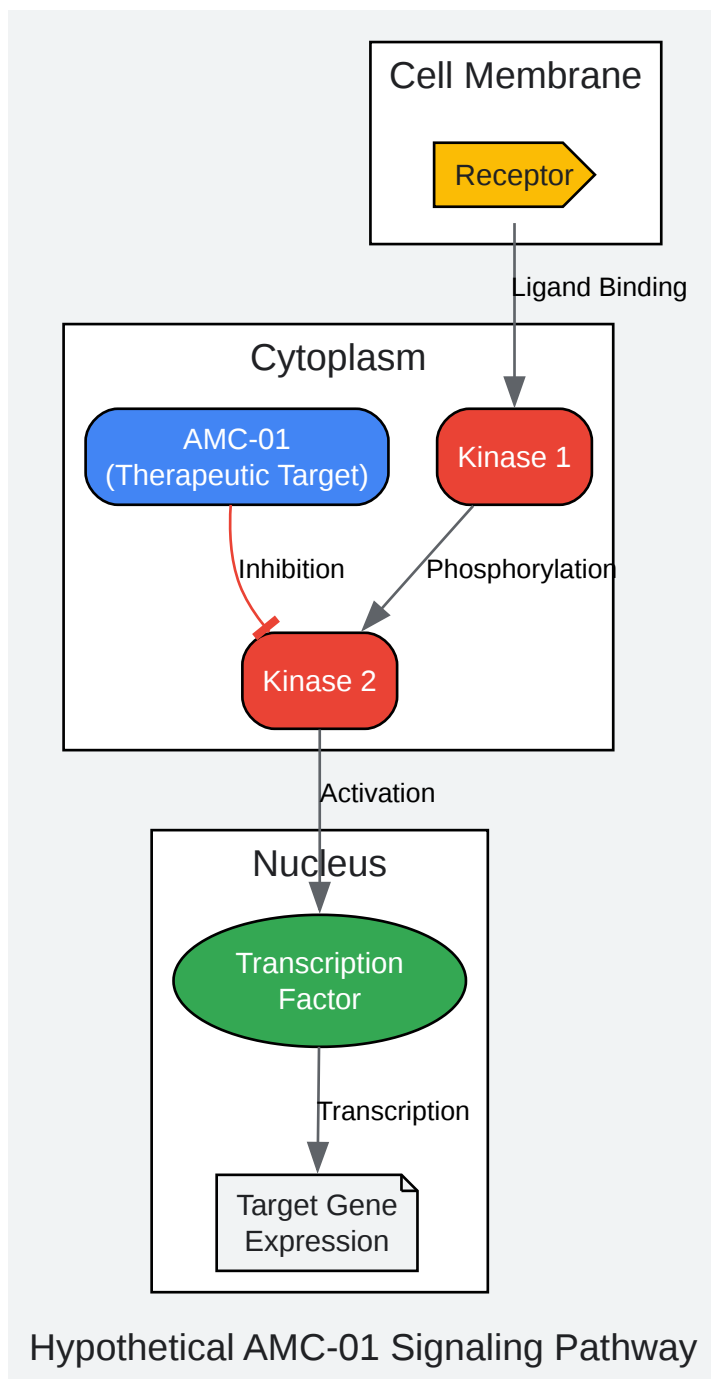 Cell Membrane
Receptor
Ligand Binding
Cytoplasm
AMC-01
(Therapeutic Target)
Kinase 1
Inhibition
Phosphorylation
Kinase 2
Activation
Nucleus
Transcription
Factor
Transcription
Target Gene
Expression
Hypothetical AMC-01 Signaling Pathway